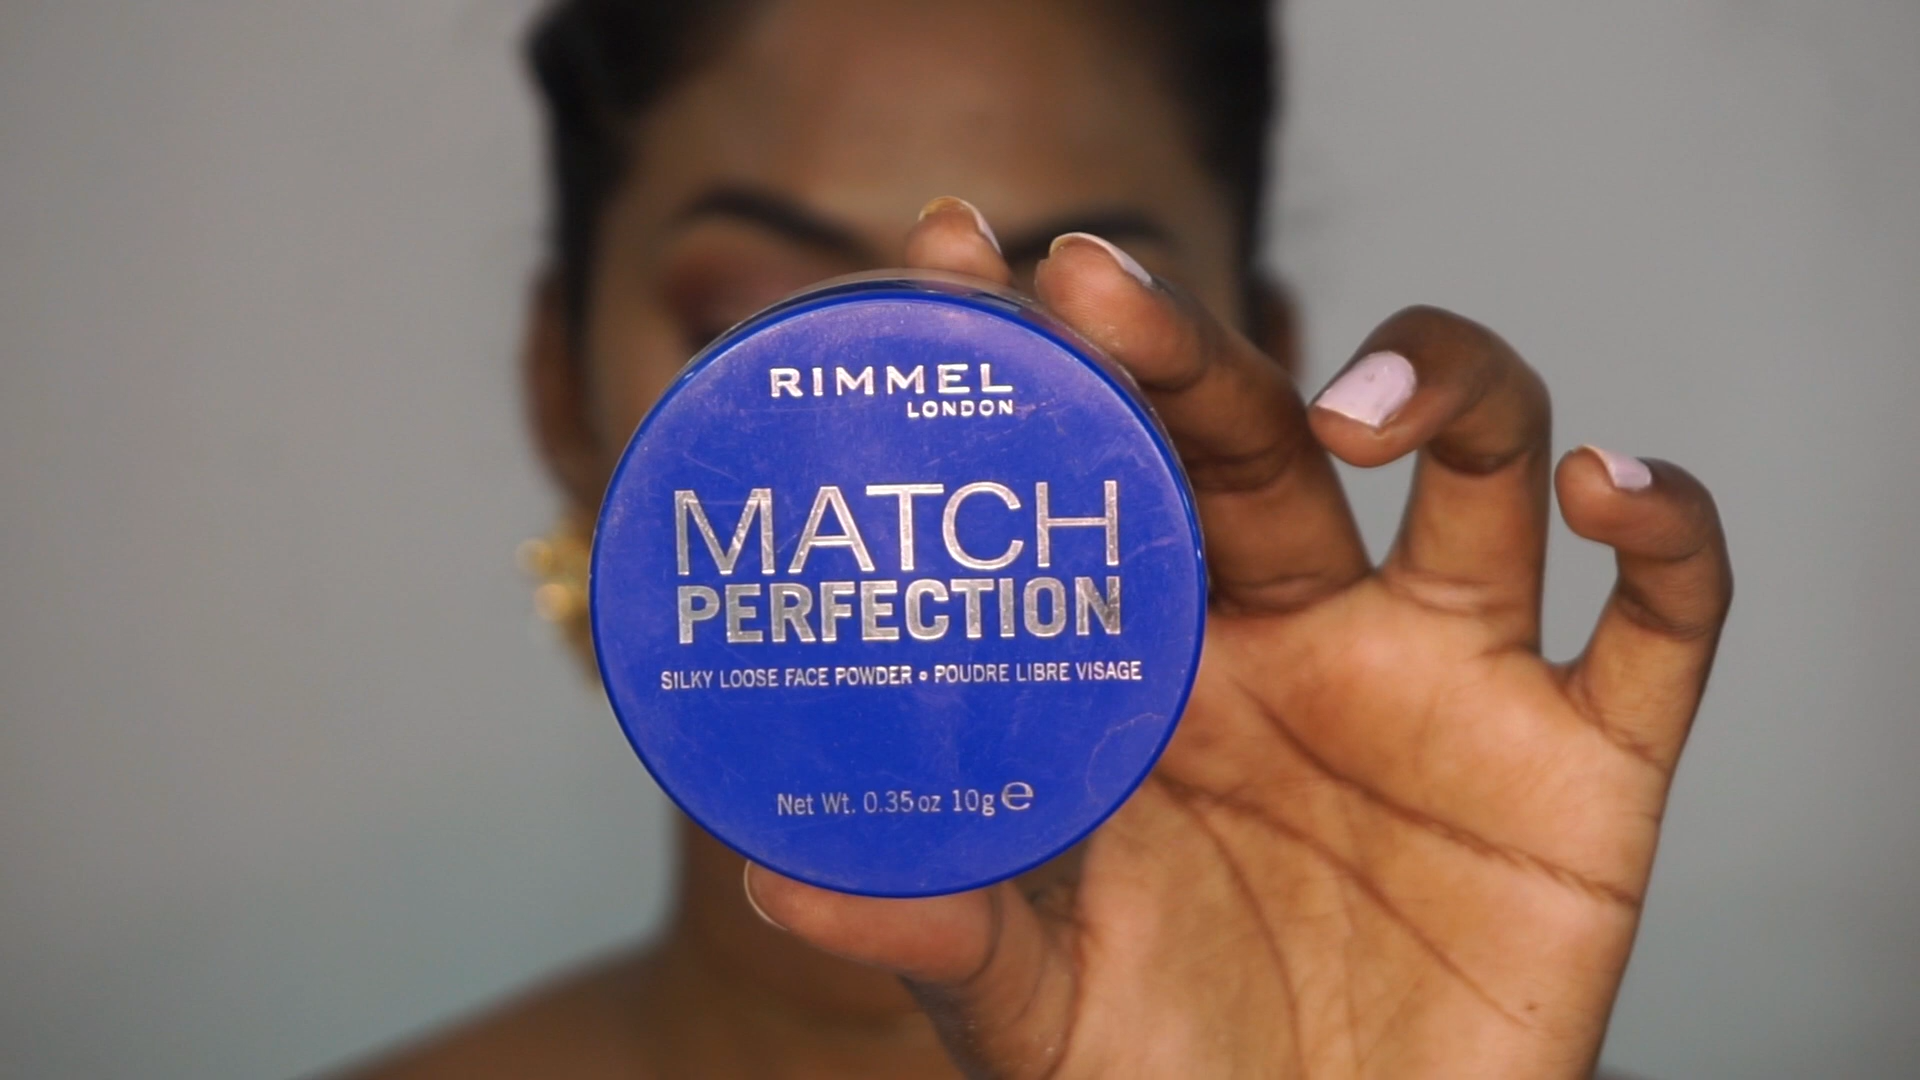 RIMMEL
LONDON
MATCH
PERFECTION
SILKY LOOSE FACE POWDER • POUDRE LIBRE VISAGE
Net Wt. 0.35 oz 10g ℮